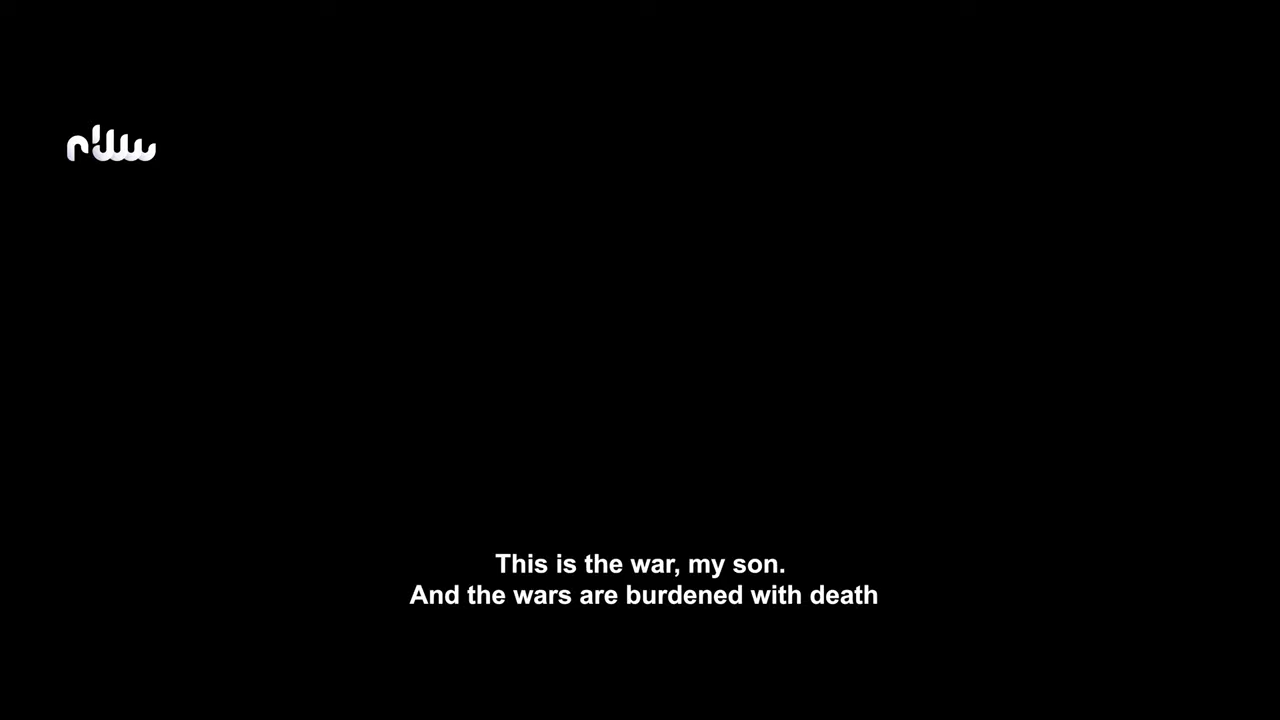 This is the war, my son.
And the wars are burdened with death